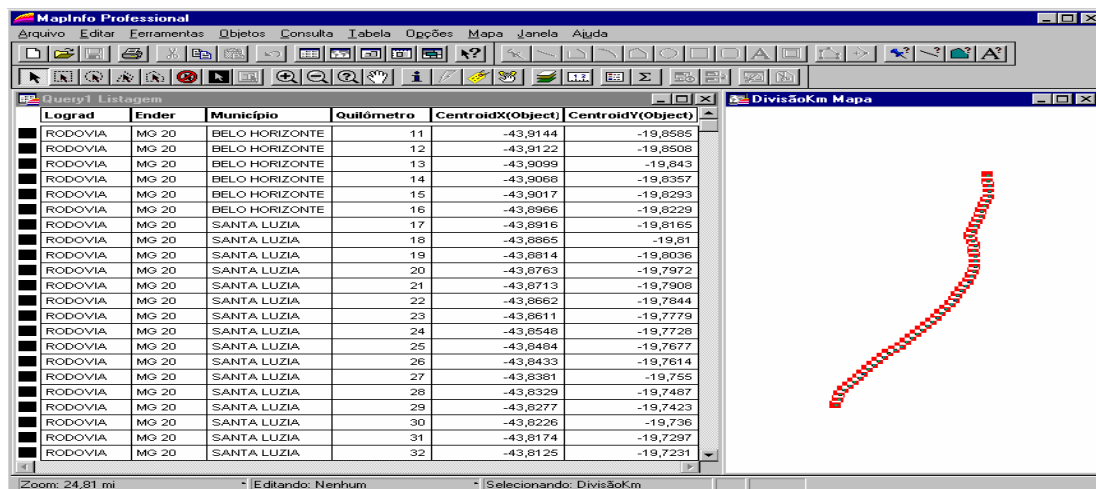 MapInfo Professional
Arquivo Editar Ferramentas Objetos Consulta Tabela Opções Mapa Janela Ajuda
Query1 Listagem
DivisãoKm Mapa
Lograd Ender Município Quilómetro CentroidX(Object) CentroidY(Object)
RODOVIA MG 20 BELO HORIZONTE 11 -43,9144 -19,8585
RODOVIA MG 20 BELO HORIZONTE 12 -43,9122 -19,8508
RODOVIA MG 20 BELO HORIZONTE 13 -43,9099 -19,843
RODOVIA MG 20 BELO HORIZONTE 14 -43,9068 -19,8357
RODOVIA MG 20 BELO HORIZONTE 15 -43,9017 -19,8293
RODOVIA MG 20 BELO HORIZONTE 16 -43,8966 -19,8229
RODOVIA MG 20 SANTA LUZIA 17 -43,8916 -19,8165
RODOVIA MG 20 SANTA LUZIA 18 -43,8865 -19,81
RODOVIA MG 20 SANTA LUZIA 19 -43,8814 -19,8036
RODOVIA MG 20 SANTA LUZIA 20 -43,8763 -19,7972
RODOVIA MG 20 SANTA LUZIA 21 -43,8713 -19,7908
RODOVIA MG 20 SANTA LUZIA 22 -43,8662 -19,7844
RODOVIA MG 20 SANTA LUZIA 23 -43,8611 -19,7779
RODOVIA MG 20 SANTA LUZIA 24 -43,8548 -19,7728
RODOVIA MG 20 SANTA LUZIA 25 -43,8484 -19,7677
RODOVIA MG 20 SANTA LUZIA 26 -43,8433 -19,7614
RODOVIA MG 20 SANTA LUZIA 27 -43,8381 -19,755
RODOVIA MG 20 SANTA LUZIA 28 -43,8329 -19,7487
RODOVIA MG 20 SANTA LUZIA 29 -43,8277 -19,7423
RODOVIA MG 20 SANTA LUZIA 30 -43,8226 -19,736
RODOVIA MG 20 SANTA LUZIA 31 -43,8174 -19,7297
RODOVIA MG 20 SANTA LUZIA 32 -43,8125 -19,7231
Zoom: 24,81 mi Editando: Nenhum Selecionando: DivisãoKm